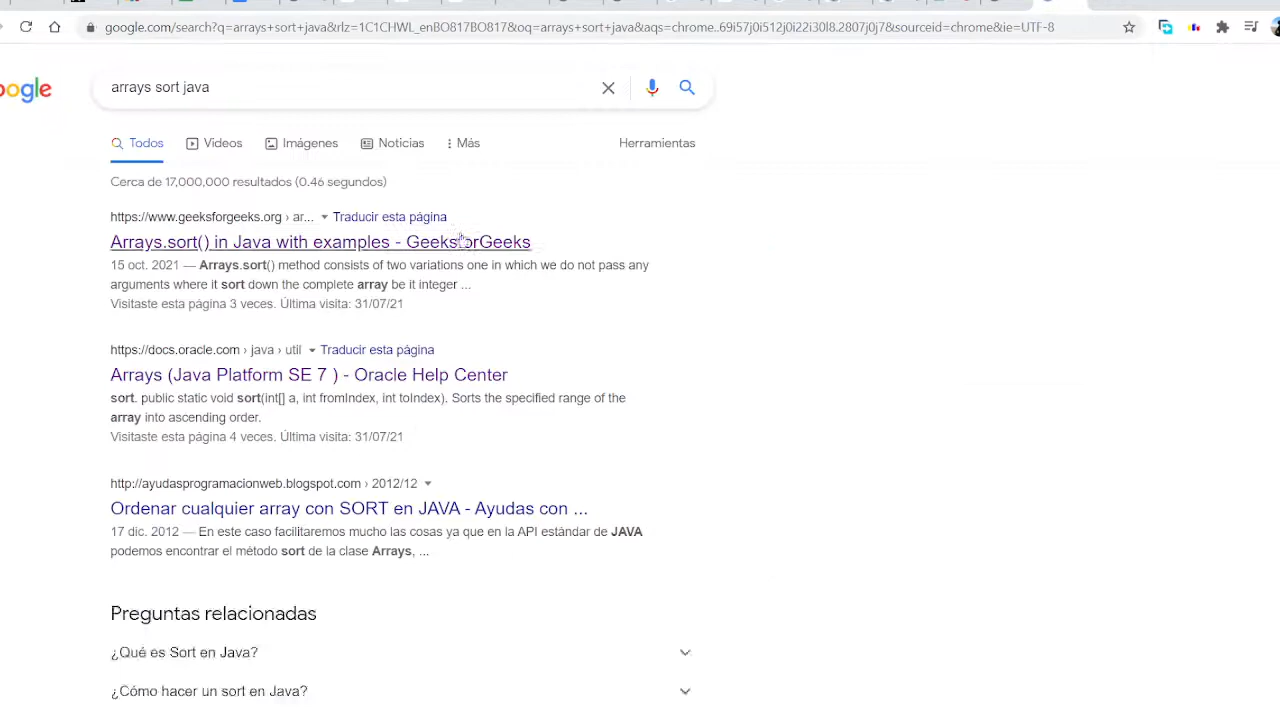 google.com/search?q=arrays+sort+java&rlz=1C1CHWL_enBO817BO817&oq=arrays+sort+java&aqs=chrome..69i57j0i512j0i22i30l8.2807j0j7&sourceid=chrome&ie=UTF-8
oogle
arrays sort java
Todos Videos Imágenes Noticias Más Herramientas
Cerca de 17,000,000 resultados (0.46 segundos)
https://www.geeksforgeeks.org › ar... Traducir esta página
Arrays.sort() in Java with examples - GeeksforGeeks
15 oct. 2021 — Arrays.sort() method consists of two variations one in which we do not pass any
arguments where it sort down the complete array be it integer ...
Visitaste esta página 3 veces. Última visita: 31/07/21
https://docs.oracle.com › java › util Traducir esta página
Arrays (Java Platform SE 7 ) - Oracle Help Center
sort. public static void sort(int[] a, int fromIndex, int toIndex). Sorts the specified range of the
array into ascending order.
Visitaste esta página 4 veces. Última visita: 31/07/21
http://ayudasprogramacionweb.blogspot.com › 2012/12
Ordenar cualquier array con SORT en JAVA - Ayudas con ...
17 dic. 2012 — En este caso facilitaremos mucho las cosas ya que en la API estándar de JAVA
podemos encontrar el método sort de la clase Arrays, ...
Preguntas relacionadas
¿Qué es Sort en Java?
¿Cómo hacer un sort en Java?